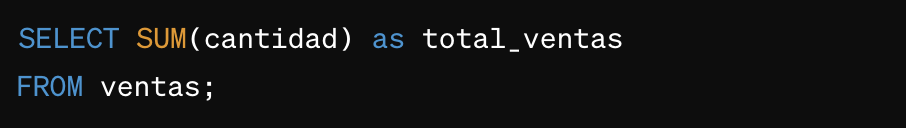 SELECT SUM(cantidad) as total_ventas
FROM ventas;